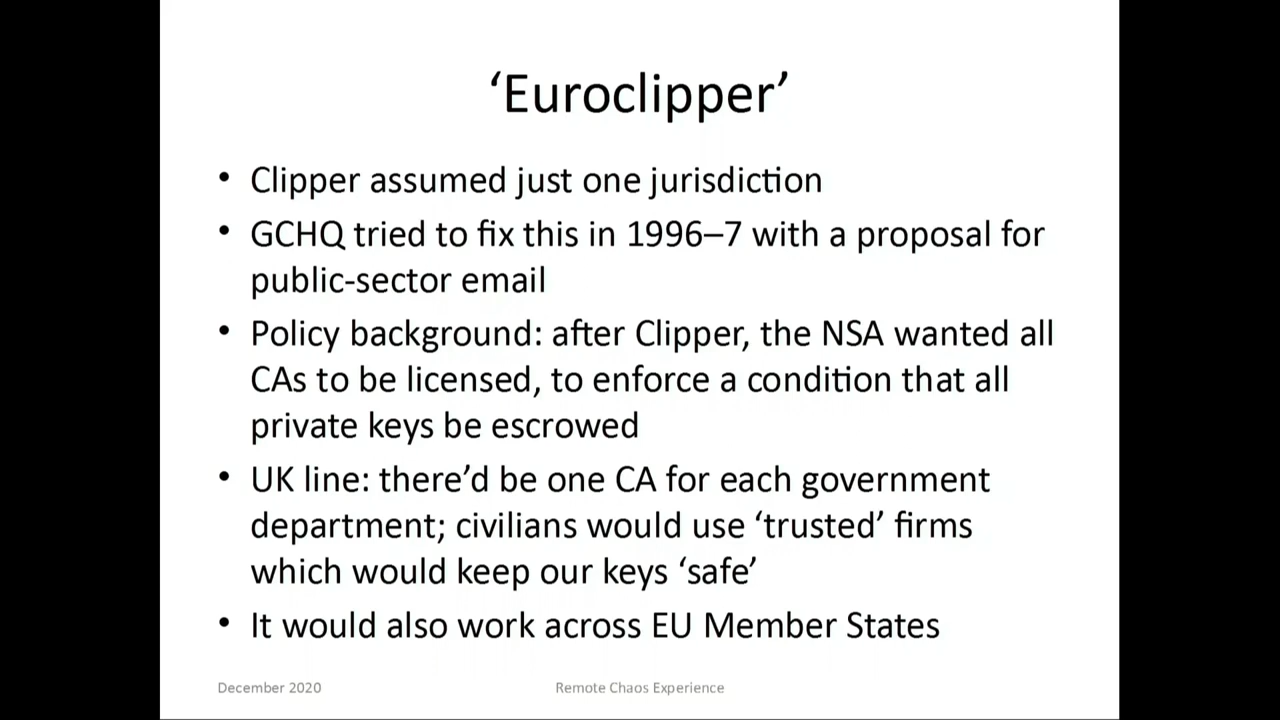 ‘Euroclipper’
• Clipper assumed just one jurisdiction
• GCHQ tried to fix this in 1996–7 with a proposal for
public-sector email
• Policy background: after Clipper, the NSA wanted all
CAs to be licensed, to enforce a condition that all
private keys be escrowed
• UK line: there’d be one CA for each government
department; civilians would use ‘trusted’ firms
which would keep our keys ‘safe’
• It would also work across EU Member States
December 2020
Remote Chaos Experience